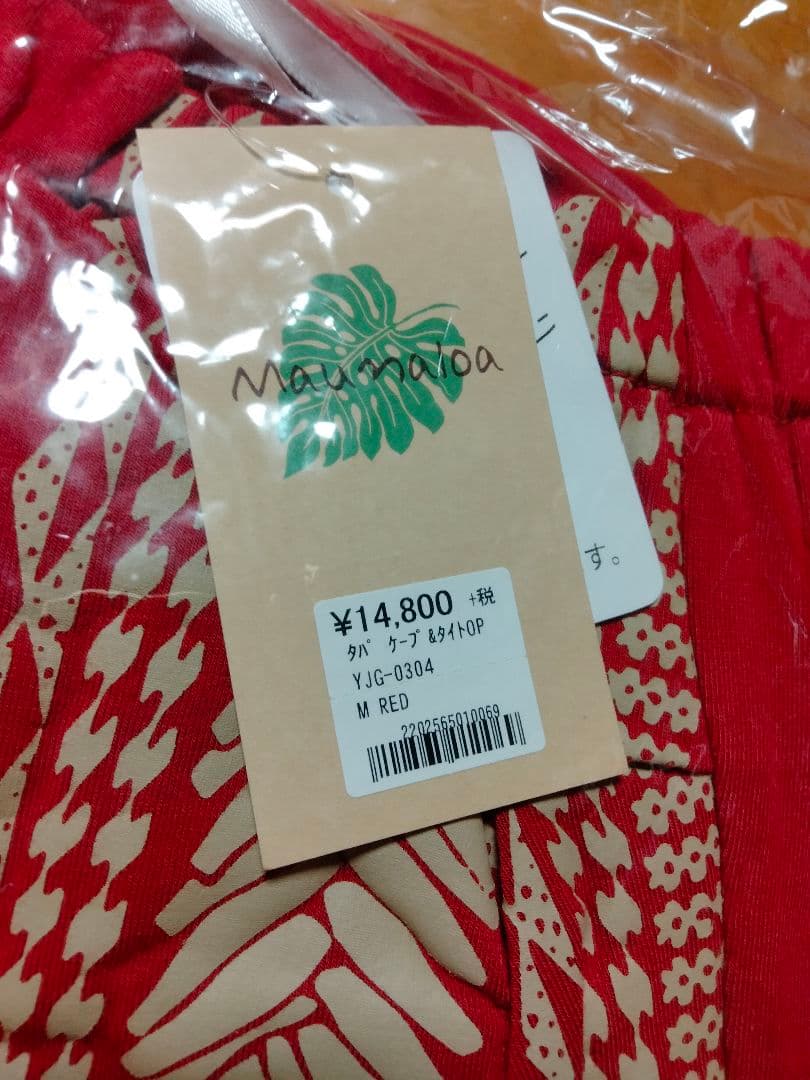 Maunaloa
¥14,800 +税
ﾀﾊﾟ ｹｰﾌﾟ &ﾀｲﾄOP
YJG-0304
M RED
2202565010069
す。